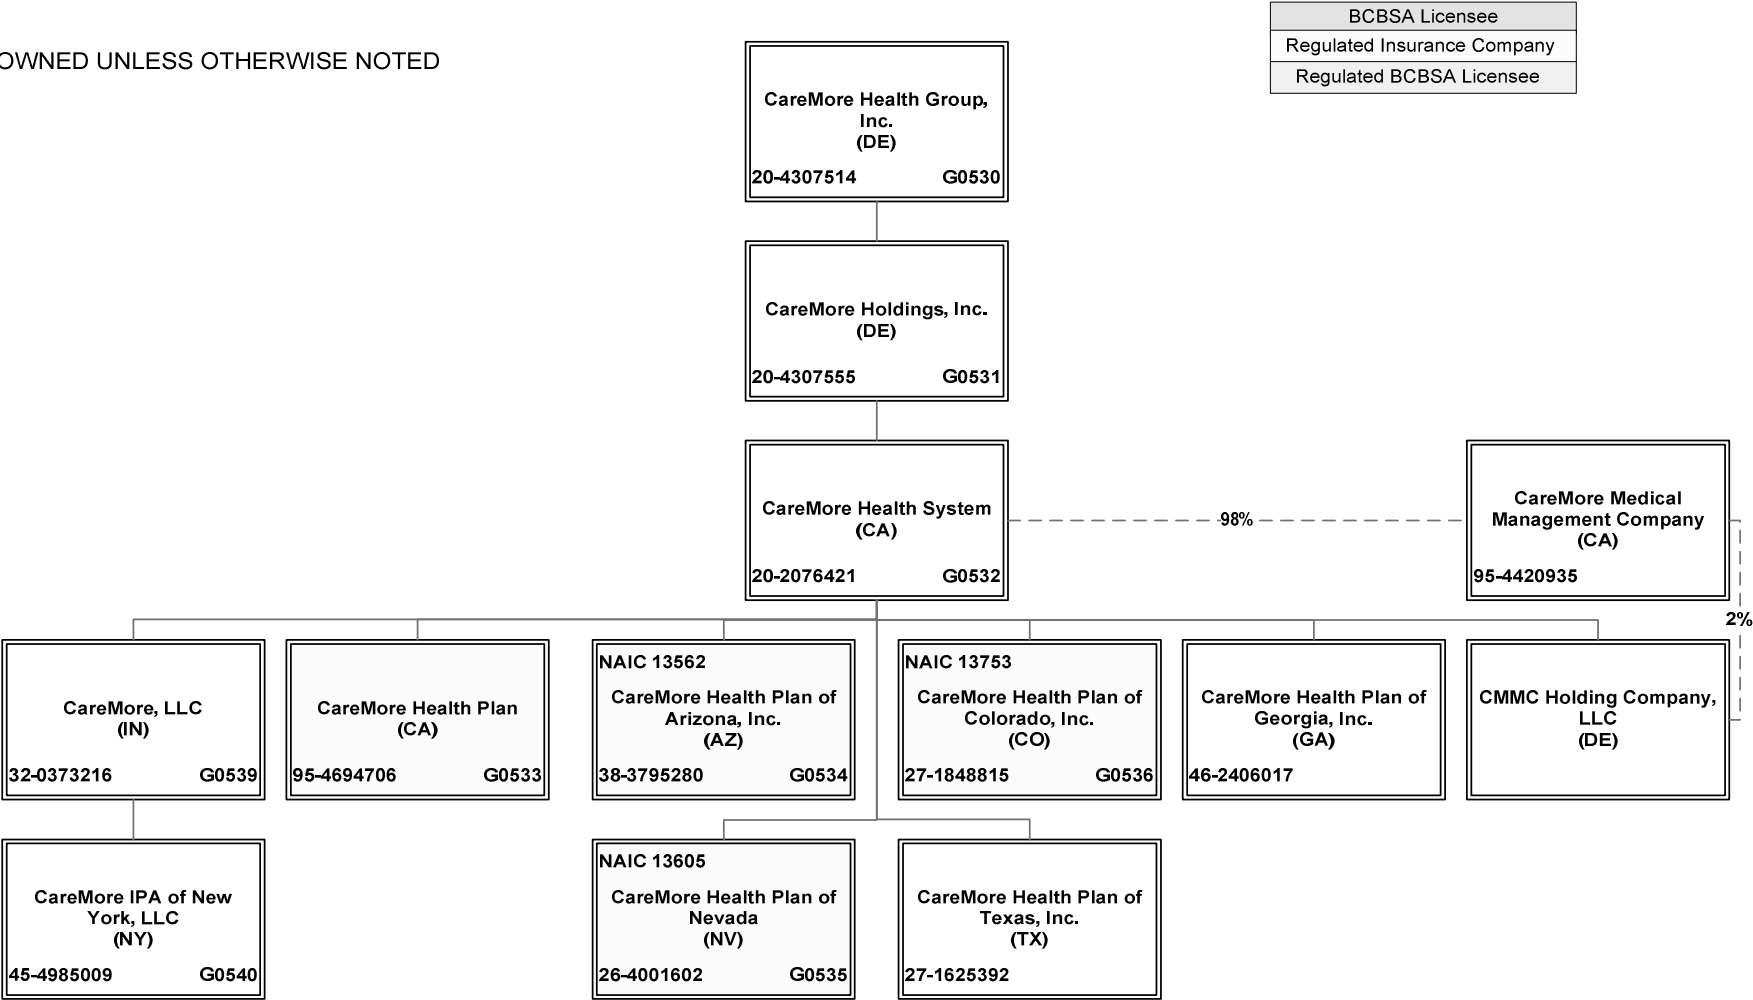 BCBSA Licensee
Regulated Insurance Company
Regulated BCBSA Licensee
OWNED UNLESS OTHERWISE NOTED
CareMore Health Group,
Inc.
(DE)
20-4307514 G0530
CareMore Holdings, Inc.
(DE)
20-4307555 G0531
CareMore Health System
(CA)
20-2076421 G0532
98%
CareMore Medical
Management Company
(CA)
95-4420935
2%
CareMore, LLC
(IN)
32-0373216 G0539
CareMore Health Plan
(CA)
95-4694706 G0533
NAIC 13562
CareMore Health Plan of
Arizona, Inc.
(AZ)
38-3795280 G0534
NAIC 13753
CareMore Health Plan of
Colorado, Inc.
(CO)
27-1848815 G0536
CareMore Health Plan of
Georgia, Inc.
(GA)
46-2406017
CMMC Holding Company,
LLC
(DE)
CareMore IPA of New
York, LLC
(NY)
45-4985009 G0540
NAIC 13605
CareMore Health Plan of
Nevada
(NV)
26-4001602 G0535
CareMore Health Plan of
Texas, Inc.
(TX)
27-1625392